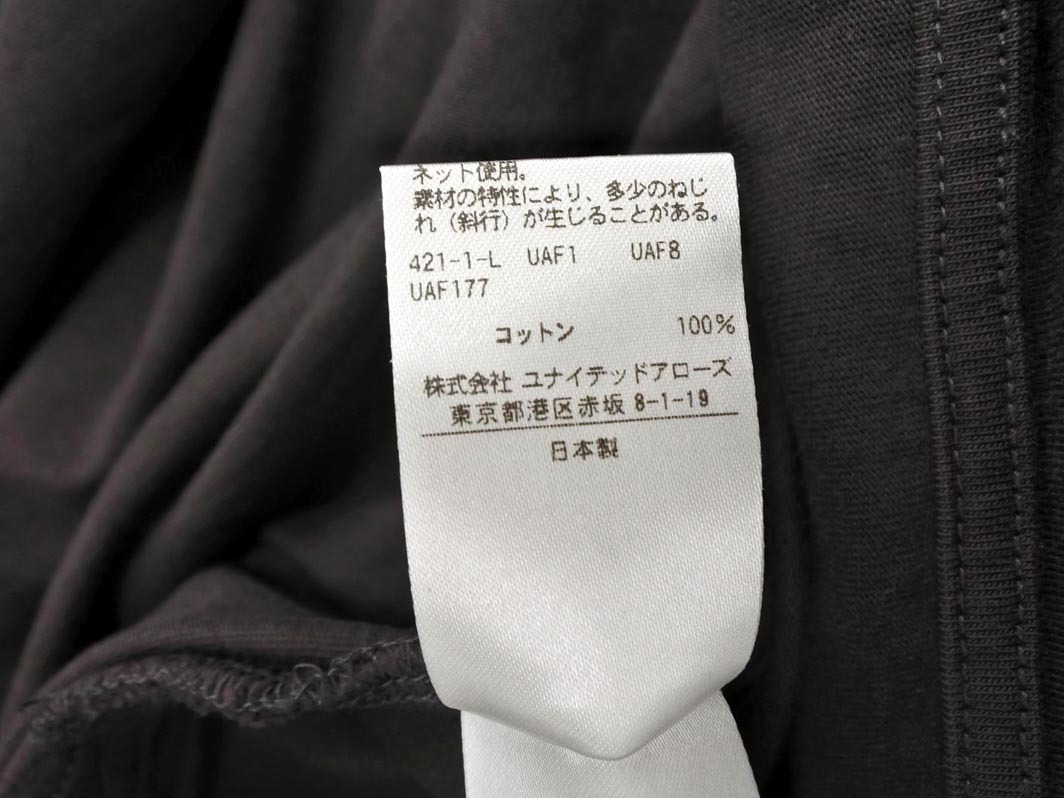 ネット使用。
素材の特性により、多少のねじ
れ（斜行）が生じることがある。
421-1-L UAF1 UAF8
UAF177
コットン 100%
株式会社 ユナイテッドアローズ
東京都港区赤坂 8-1-19
日本製